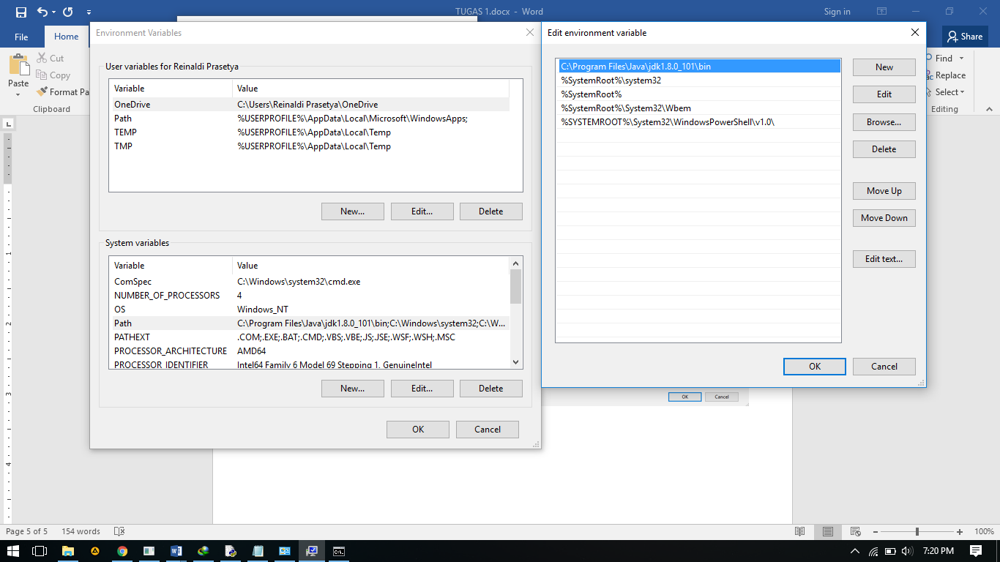 TUGAS 1.docx - Word
Sign in
File
Home
Share
Cut
Copy
Format Pa
Paste
Clipboard
Find
Replace
Select
Editing
Environment Variables
User variables for Reinaldi Prasetya
Variable Value
OneDrive C:\Users\Reinaldi Prasetya\OneDrive
Path %USERPROFILE%\AppData\Local\Microsoft\WindowsApps;
TEMP %USERPROFILE%\AppData\Local\Temp
TMP %USERPROFILE%\AppData\Local\Temp
New... Edit... Delete
System variables
Variable Value
ComSpec C:\Windows\system32\cmd.exe
NUMBER_OF_PROCESSORS 4
OS Windows_NT
Path C:\Program Files\Java\jdk1.8.0_101\bin;C:\Windows\system32;C:\W...
PATHEXT .COM;.EXE;.BAT;.CMD;.VBS;.VBE;.JS;.JSE;.WSF;.WSH;.MSC
PROCESSOR_ARCHITECTURE AMD64
PROCESSOR_IDENTIFIER Intel64 Family 6 Model 69 Stepping 1, GenuineIntel
New... Edit... Delete
OK Cancel
Edit environment variable
C:\Program Files\Java\jdk1.8.0_101\bin
%SystemRoot%\system32
%SystemRoot%
%SystemRoot%\System32\Wbem
%SYSTEMROOT%\System32\WindowsPowerShell\v1.0\
New
Edit
Browse...
Delete
Move Up
Move Down
Edit text...
OK Cancel
OK Cancel
L
1
2
3
4
Page 5 of 5 154 words
100%
7:20 PM